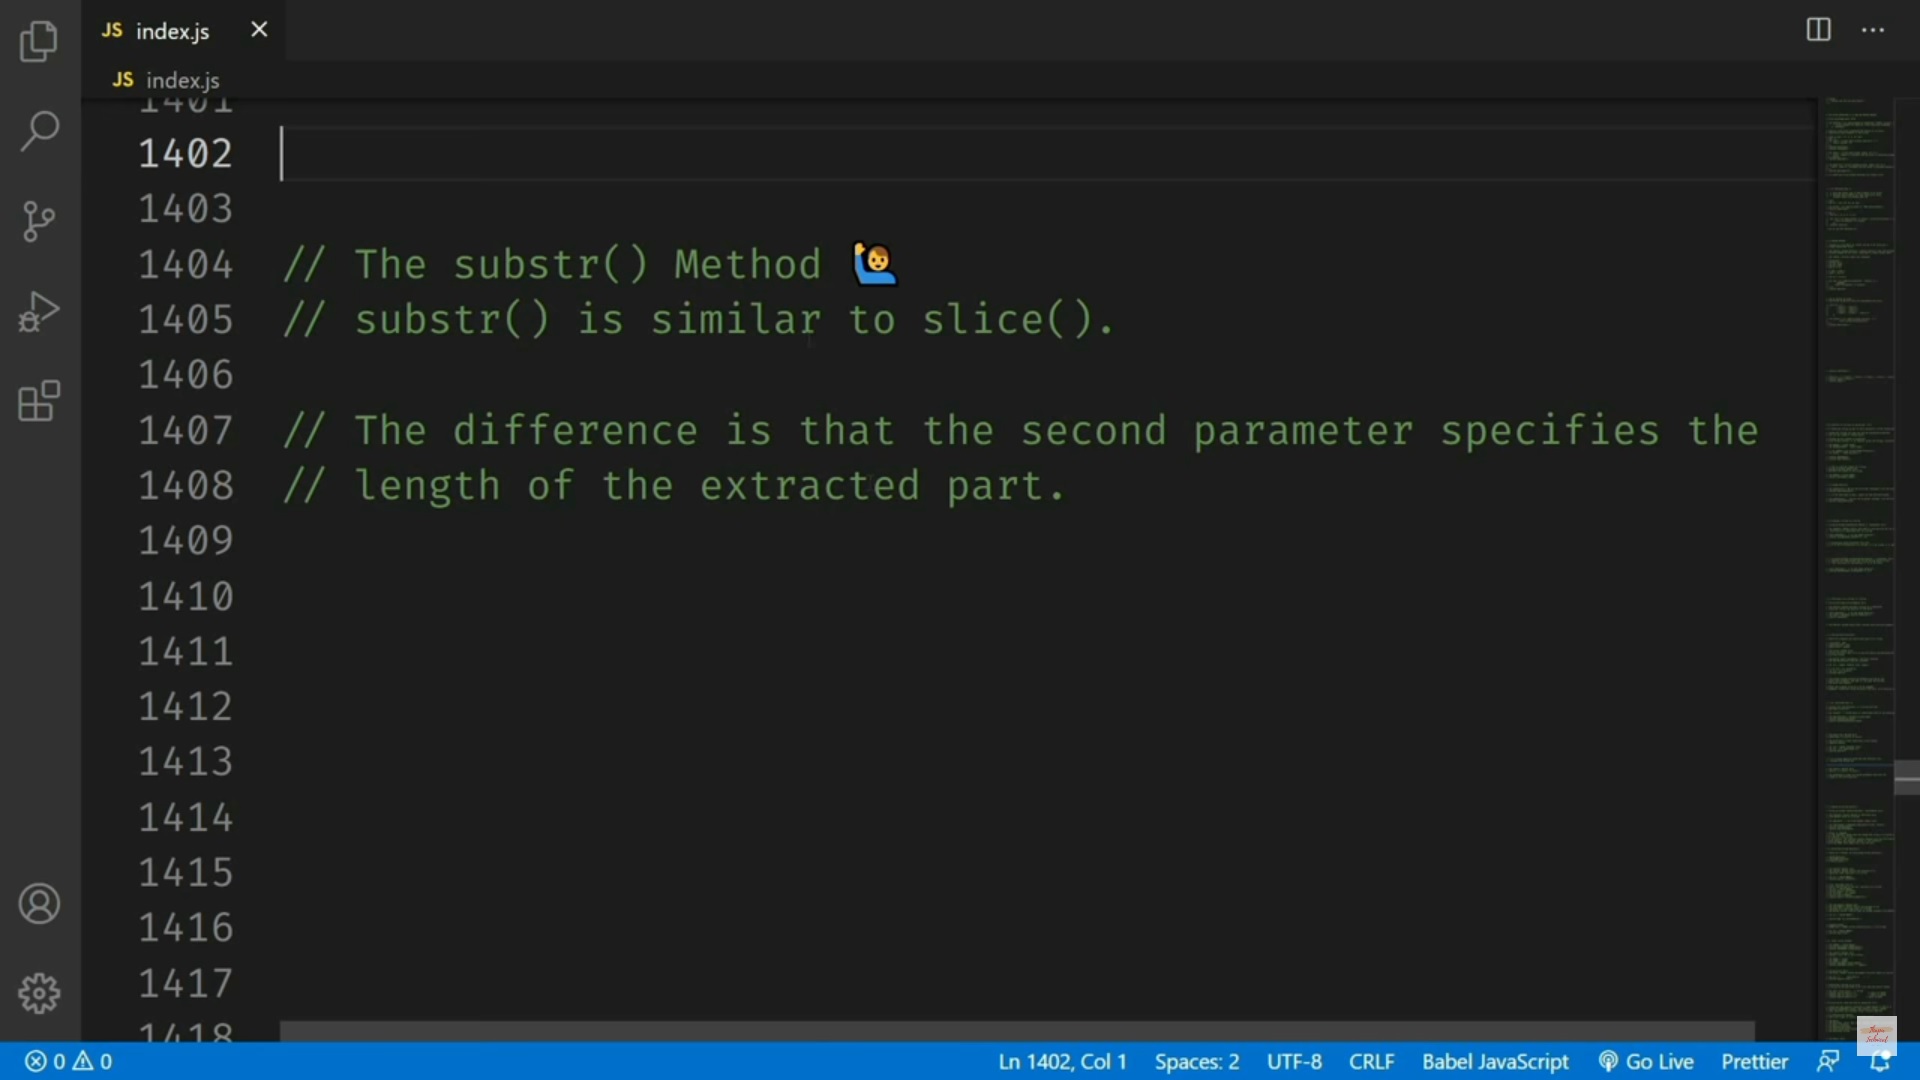 JS index.js
JS index.js
1401
1402
1403
1404 // The substr() Method 🙋‍♂️
1405 // substr() is similar to slice().
1406
1407 // The difference is that the second parameter specifies the
1408 // length of the extracted part.
1409
1410
1411
1412
1413
1414
1415
1416
1417
1418
0 0 Ln 1402, Col 1 Spaces: 2 UTF-8 CRLF Babel JavaScript Go Live Prettier